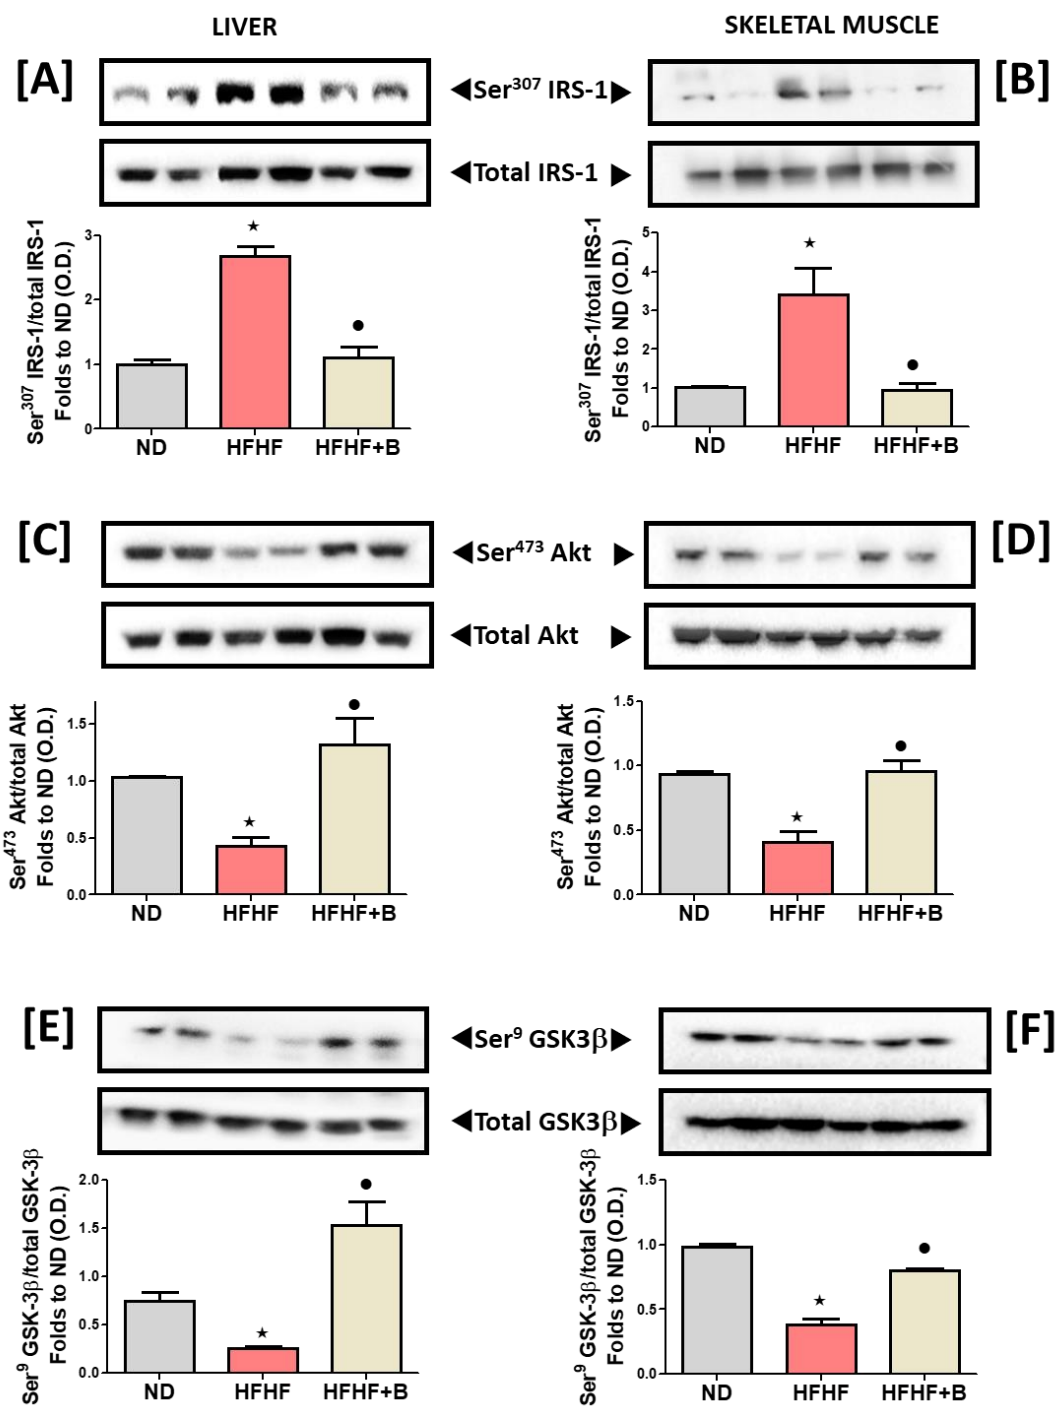 LIVER
SKELETAL MUSCLE
[A]
◀Ser³⁰⁷ IRS-1▶
[B]
◀Total IRS-1 ▶
Ser³⁰⁷ IRS-1/total IRS-1
Folds to ND (O.D.)
3
2
1
0
★
●
ND
HFHF
HFHF+B
Ser³⁰⁷ IRS-1/total IRS-1
Folds to ND (O.D.)
5
4
3
2
1
0
★
●
ND
HFHF
HFHF+B
[C]
◀Ser⁴⁷³ Akt ▶
[D]
◀Total Akt ▶
Ser⁴⁷³ Akt/total Akt
Folds to ND (O.D.)
1.5
1.0
0.5
0.0
★
●
ND
HFHF
HFHF+B
Ser⁴⁷³ Akt/total Akt
Folds to ND (O.D.)
1.5
1.0
0.5
0.0
★
●
ND
HFHF
HFHF+B
[E]
◀Ser⁹ GSK3β▶
[F]
◀Total GSK3β▶
Ser⁹ GSK-3β/total GSK-3β
Folds to ND (O.D.)
2.0
1.5
1.0
0.5
0.0
★
●
ND
HFHF
HFHF+B
Ser⁹ GSK-3β/total GSK-3β
Folds to ND (O.D.)
1.5
1.0
0.5
0.0
★
●
ND
HFHF
HFHF+B